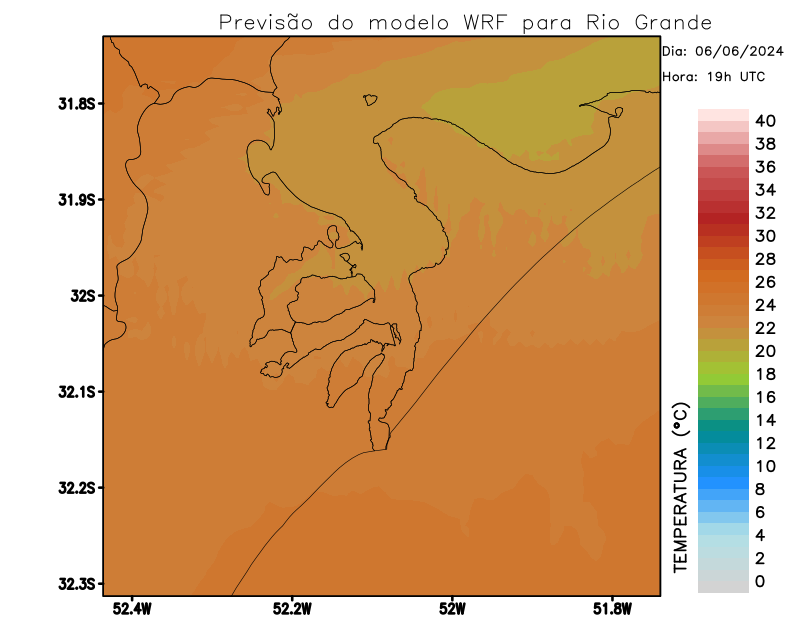 Previsão do modelo WRF para Rio Grande
Dia: 06/06/2024
Hora: 19h UTC
31.8S
31.9S
32S
32.1S
32.2S
32.3S
52.4W
52.2W
52W
51.8W
40
38
36
34
32
30
28
26
24
22
20
18
16
14
12
10
8
6
4
2
0
TEMPERATURA (°C)